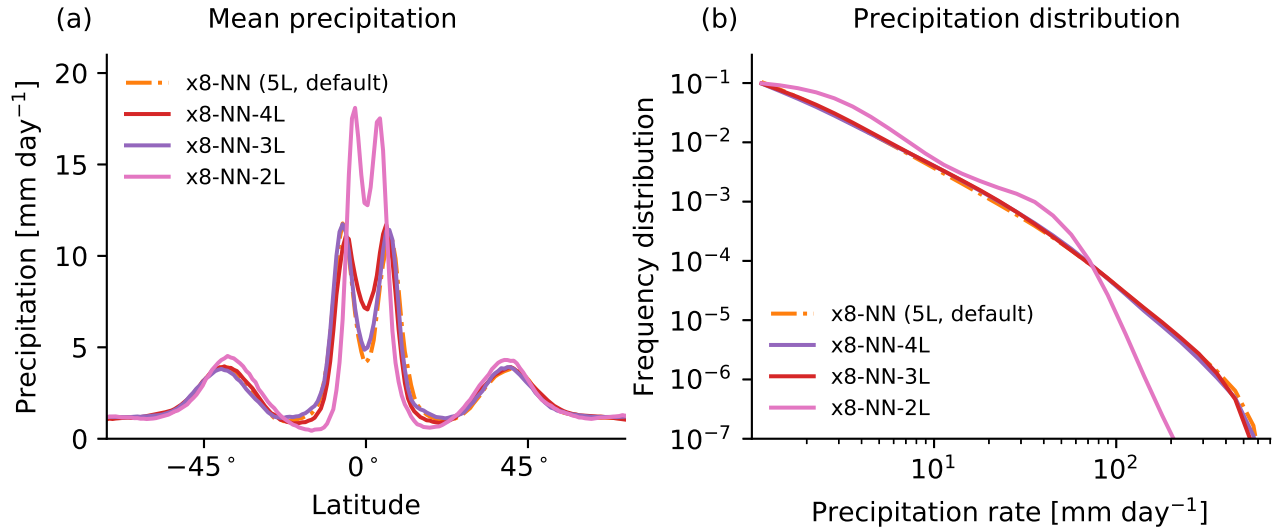 (a) Mean precipitation
Precipitation [mm day⁻¹]
20
15
10
5
0
x8-NN (5L, default)
x8-NN-4L
x8-NN-3L
x8-NN-2L
−45° 0° 45°
Latitude
(b) Precipitation distribution
Frequency distribution
10⁻¹
10⁻²
10⁻³
10⁻⁴
10⁻⁵
10⁻⁶
10⁻⁷
x8-NN (5L, default)
x8-NN-4L
x8-NN-3L
x8-NN-2L
10¹ 10²
Precipitation rate [mm day⁻¹]